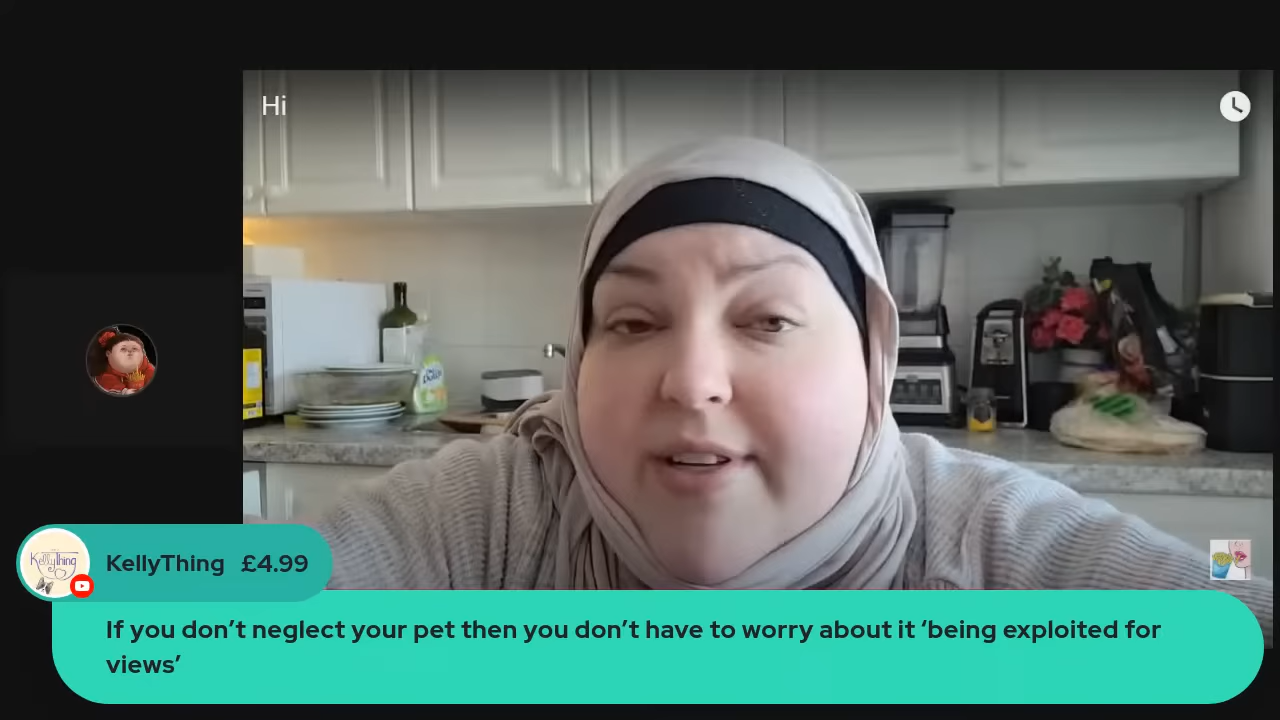 Hi
KellyThing
KellyThing £4.99
If you don’t neglect your pet then you don’t have to worry about it ‘being exploited for
views’